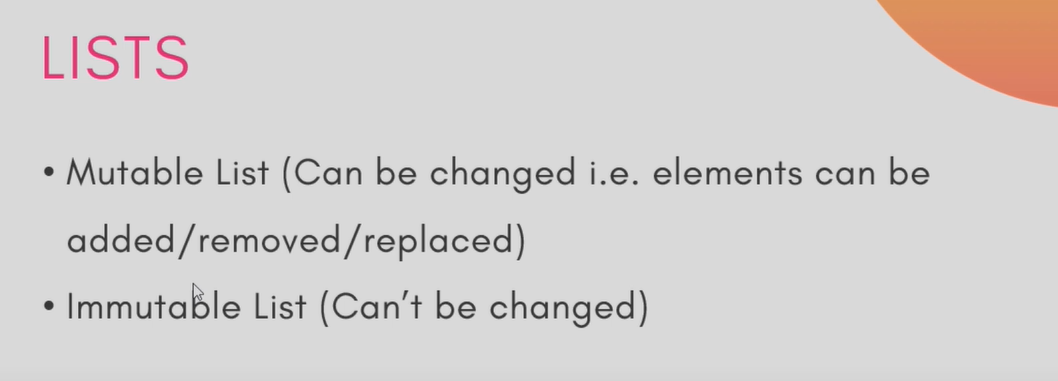 LISTS
• Mutable List (Can be changed i.e. elements can be
added/removed/replaced)
• Immutable List (Can’t be changed)